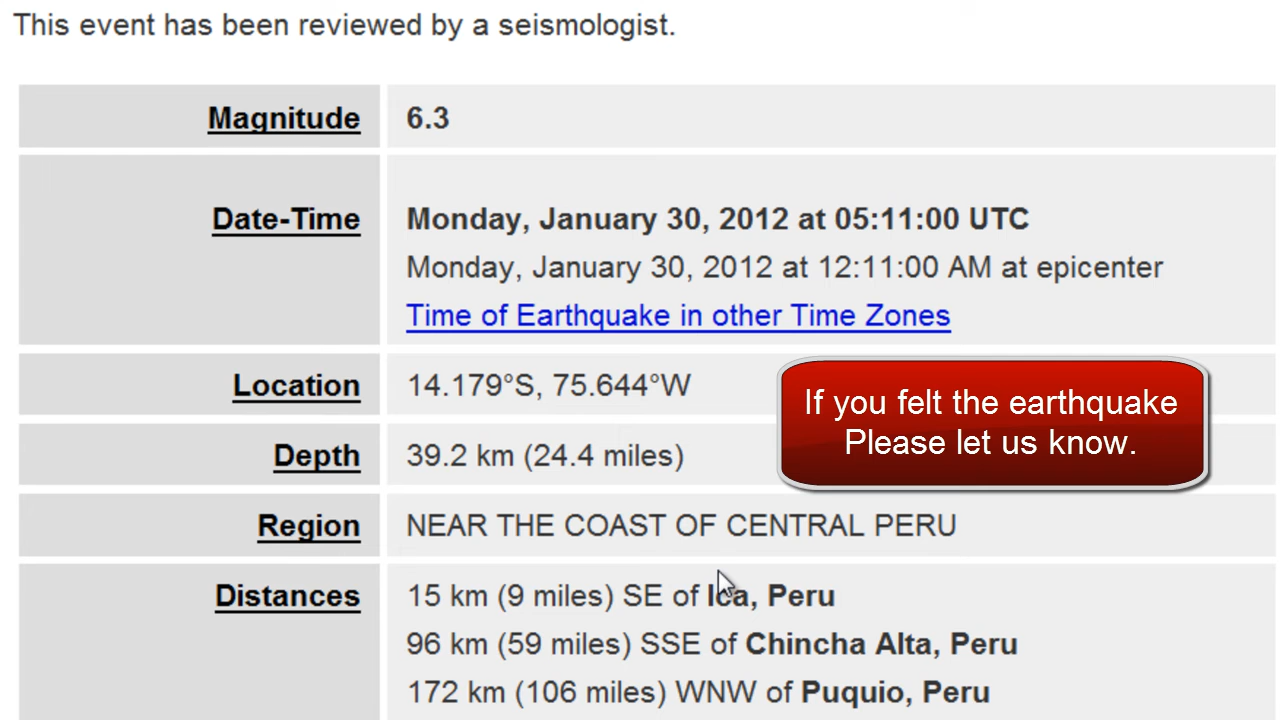 This event has been reviewed by a seismologist.
Magnitude 6.3
Date-Time Monday, January 30, 2012 at 05:11:00 UTC
Monday, January 30, 2012 at 12:11:00 AM at epicenter
Time of Earthquake in other Time Zones
Location 14.179°S, 75.644°W
If you felt the earthquake
Please let us know.
Depth 39.2 km (24.4 miles)
Region NEAR THE COAST OF CENTRAL PERU
Distances 15 km (9 miles) SE of Ica, Peru
96 km (59 miles) SSE of Chincha Alta, Peru
172 km (106 miles) WNW of Puquio, Peru